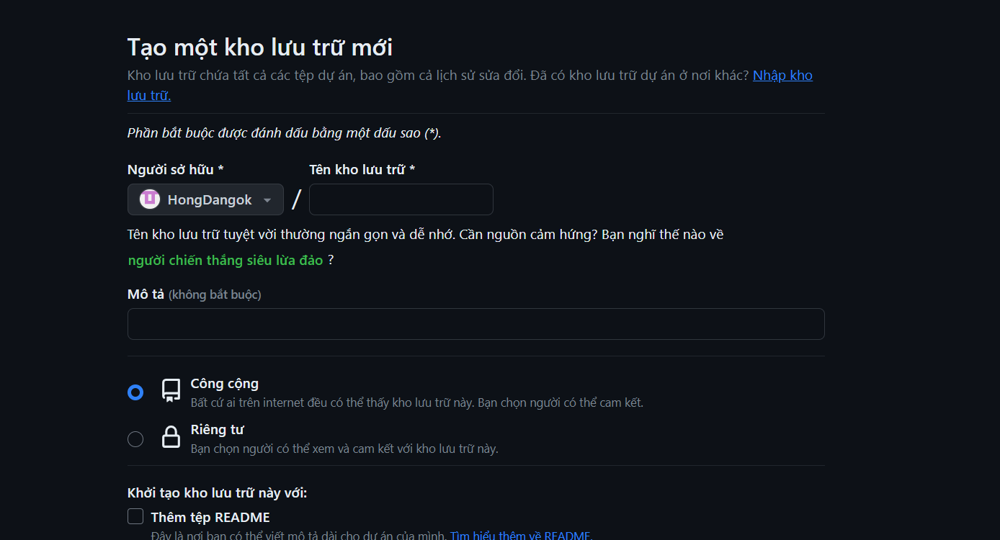 Tạo một kho lưu trữ mới
Kho lưu trữ chứa tất cả các tệp dự án, bao gồm cả lịch sử sửa đổi. Đã có kho lưu trữ dự án ở nơi khác? Nhập kho
lưu trữ.
Phần bắt buộc được đánh dấu bằng một dấu sao (*).
Người sở hữu * Tên kho lưu trữ *
HongDangok /
Tên kho lưu trữ tuyệt vời thường ngắn gọn và dễ nhớ. Cần nguồn cảm hứng? Bạn nghĩ thế nào về
người chiến thắng siêu lừa đảo ?
Mô tả (không bắt buộc)
Công cộng
Bất cứ ai trên internet đều có thể thấy kho lưu trữ này. Bạn chọn người có thể cam kết.
Riêng tư
Bạn chọn người có thể xem và cam kết với kho lưu trữ này.
Khởi tạo kho lưu trữ này với:
Thêm tệp README
Đây là nơi bạn có thể viết mô tả dài cho dự án của mình. Tìm hiểu thêm về README.